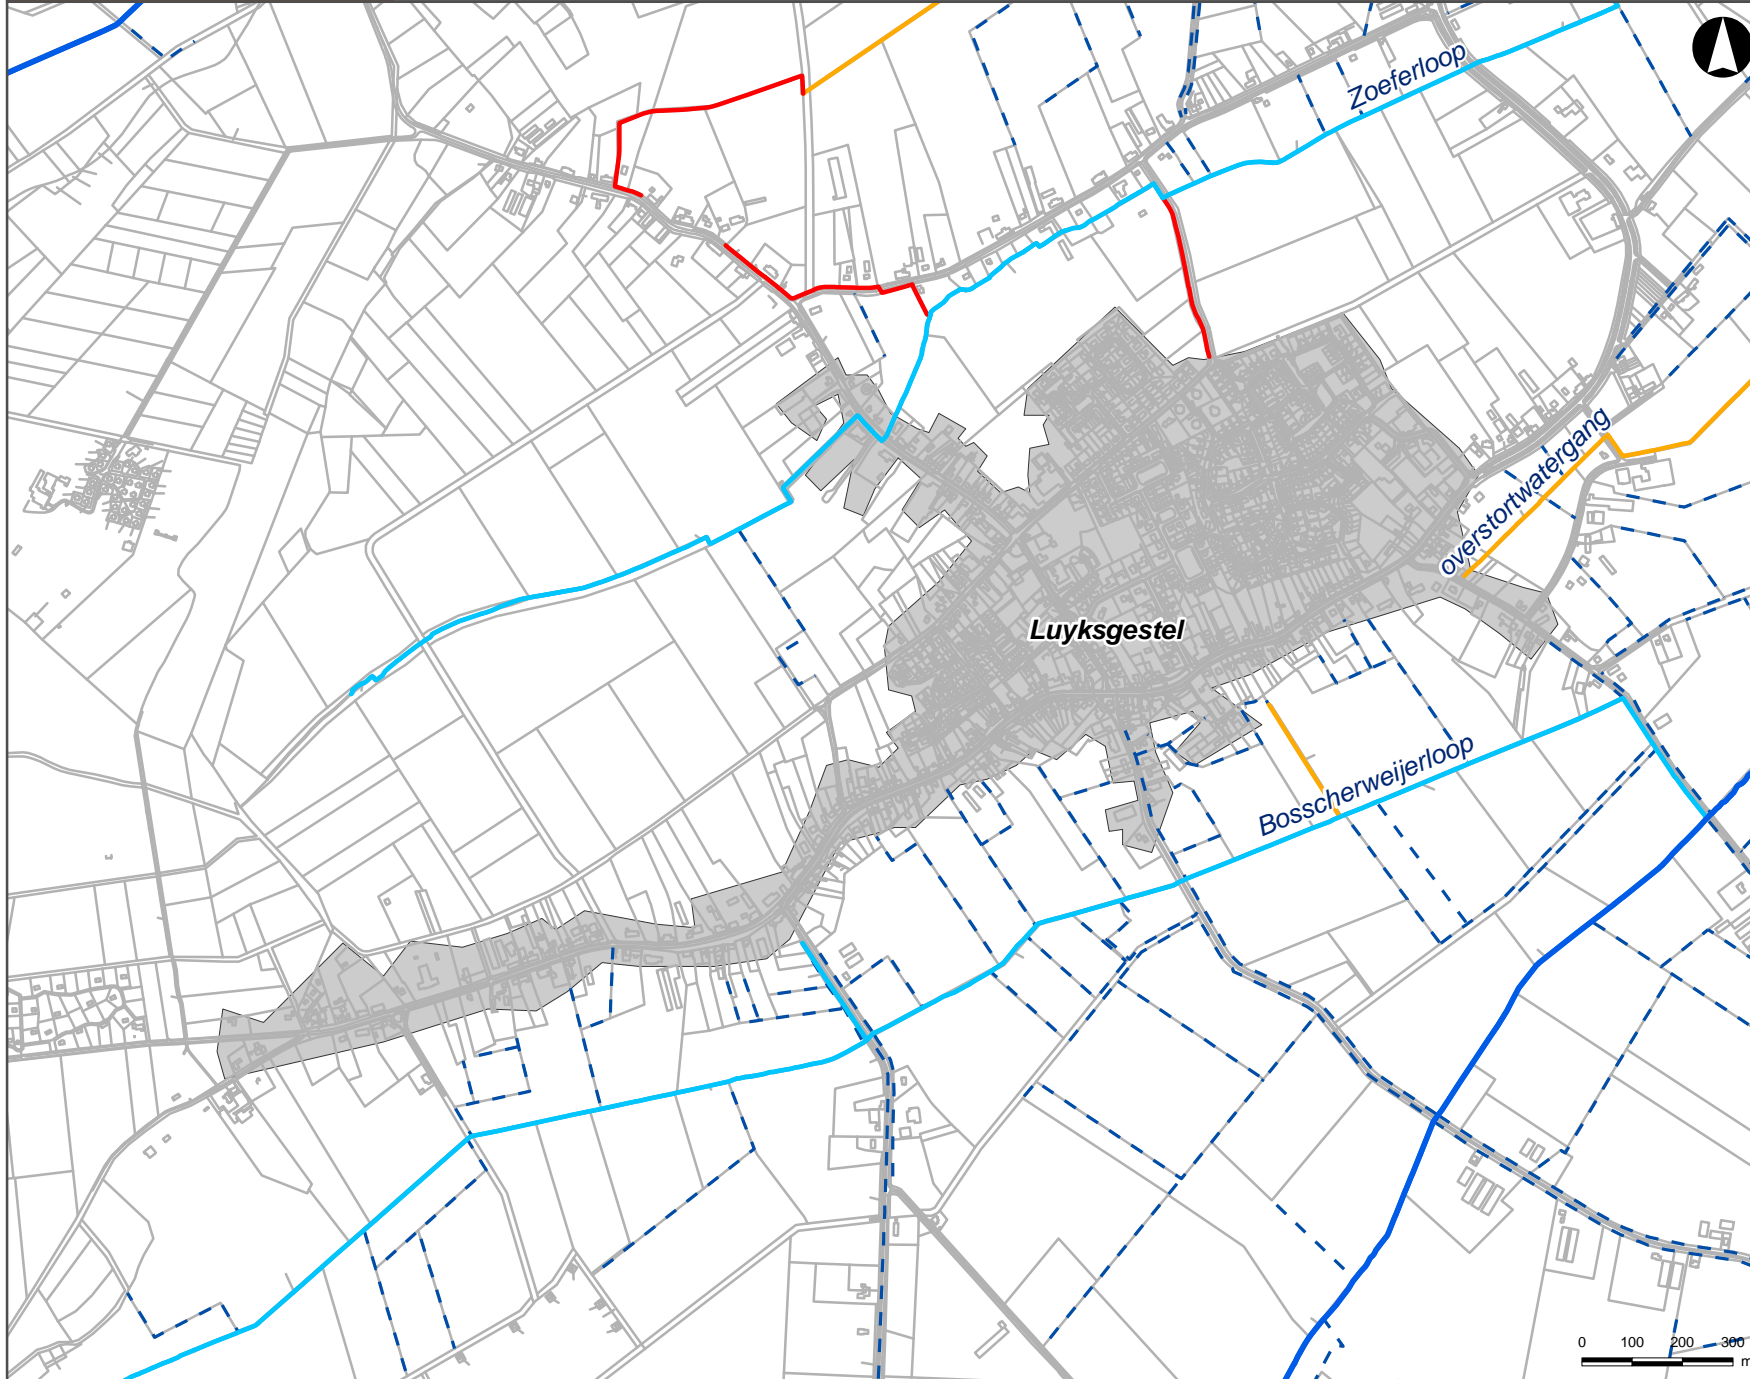 Zoeferloop
overstortwatergang
Luyksgestel
Bosscherweijerloop
0 100 200 300
m